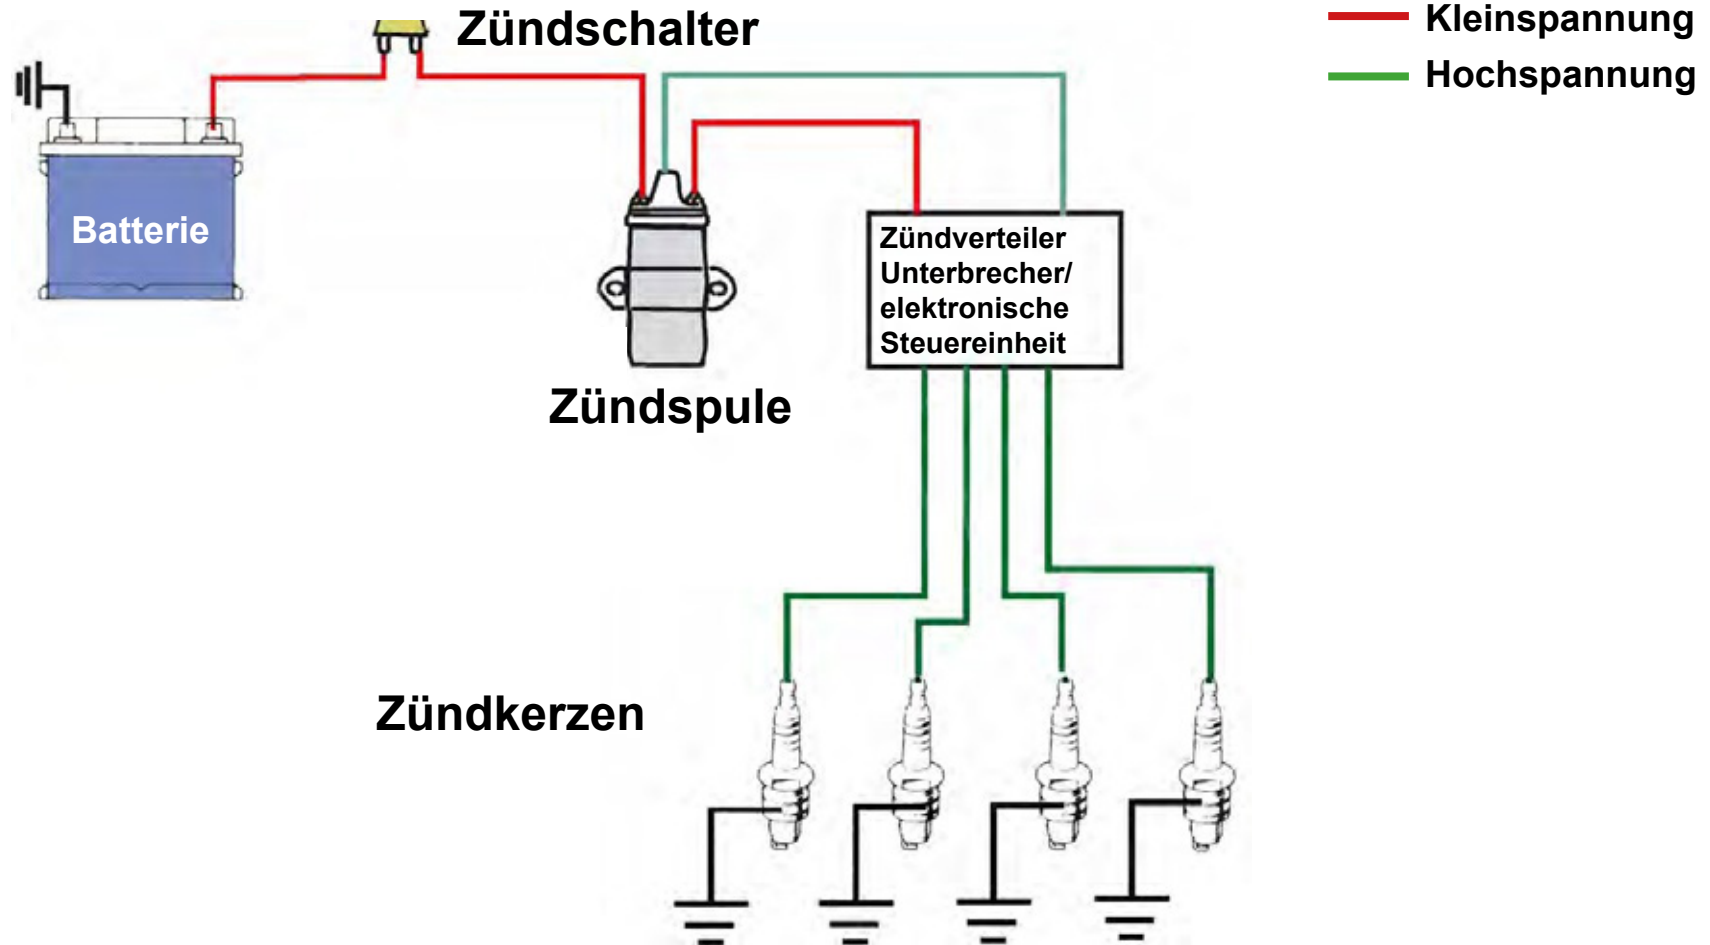 Zündschalter
Kleinspannung
Hochspannung
Batterie
Zündverteiler
Unterbrecher/
elektronische
Steuereinheit
Zündspule
Zündkerzen